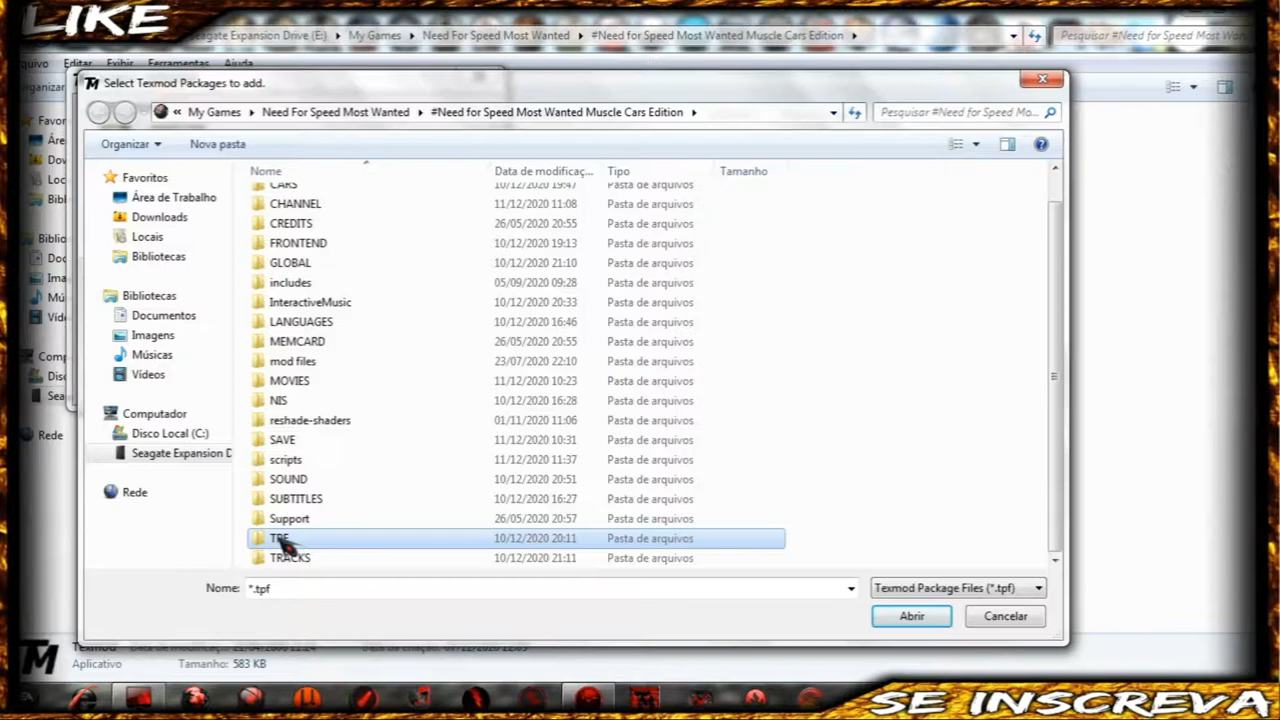 LIKE
eagate Expansion Drive (E:) My Games Need For Speed Most Wanted #Need for Speed Most Wanted Muscle Cars Edition Pesquisar #Need for Speed Most Wa...
quivo Editar Exibir Ferramentas Ajuda
Select Texmod Packages to add.
« My Games Need For Speed Most Wanted #Need for Speed Most Wanted Muscle Cars Edition Pesquisar #Need for Speed Mo...
Organizar Nova pasta
Nome Data de modificaç... Tipo Tamanho
Favoritos
Área de Trabalho
Downloads
Locais
Bibliotecas
Bibliotecas
Documentos
Imagens
Músicas
Vídeos
Computador
Disco Local (C:)
Seagate Expansion D
Rede
CARS 10/12/2020 19:47 Pasta de arquivos
CHANNEL 11/12/2020 11:08 Pasta de arquivos
CREDITS 26/05/2020 20:55 Pasta de arquivos
FRONTEND 10/12/2020 19:13 Pasta de arquivos
GLOBAL 10/12/2020 21:10 Pasta de arquivos
includes 05/09/2020 09:28 Pasta de arquivos
InteractiveMusic 10/12/2020 20:33 Pasta de arquivos
LANGUAGES 10/12/2020 16:46 Pasta de arquivos
MEMCARD 26/05/2020 20:55 Pasta de arquivos
mod files 23/07/2020 22:10 Pasta de arquivos
MOVIES 11/12/2020 10:23 Pasta de arquivos
NIS 10/12/2020 16:28 Pasta de arquivos
reshade-shaders 01/11/2020 11:06 Pasta de arquivos
SAVE 11/12/2020 10:31 Pasta de arquivos
scripts 11/12/2020 11:37 Pasta de arquivos
SOUND 10/12/2020 20:51 Pasta de arquivos
SUBTITLES 10/12/2020 16:27 Pasta de arquivos
Support 26/05/2020 20:57 Pasta de arquivos
TPF 10/12/2020 20:11 Pasta de arquivos
TRACKS 10/12/2020 21:11 Pasta de arquivos
Nome: *.tpf Texmod Package Files (*.tpf)
Abrir Cancelar
Rede
Aplicativo Tamanho: 583 KB
SE INSCREVA